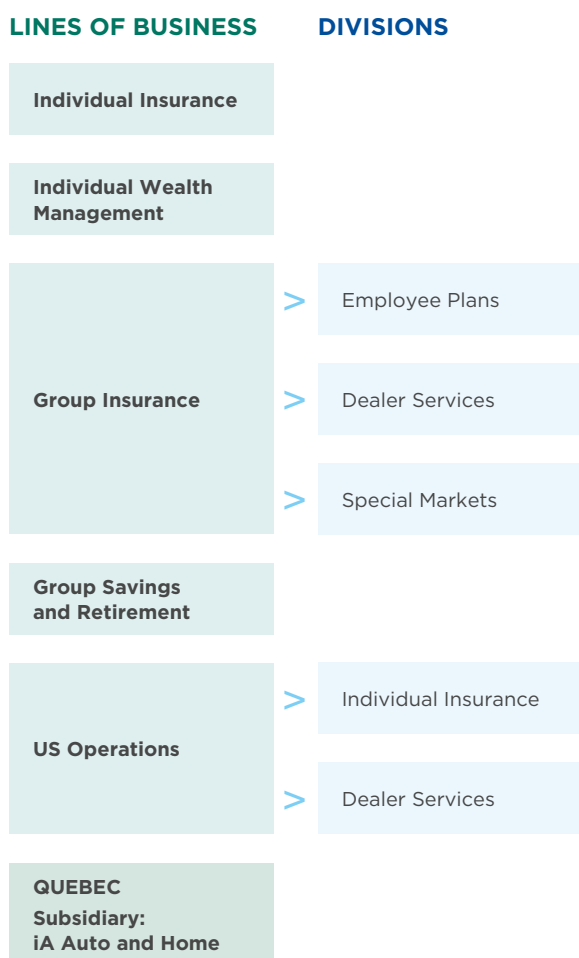 LINES OF BUSINESS
DIVISIONS
Individual Insurance
Individual Wealth
Management
Group Insurance
> Employee Plans
> Dealer Services
> Special Markets
Group Savings
and Retirement
US Operations
> Individual Insurance
> Dealer Services
QUEBEC
Subsidiary:
iA Auto and Home